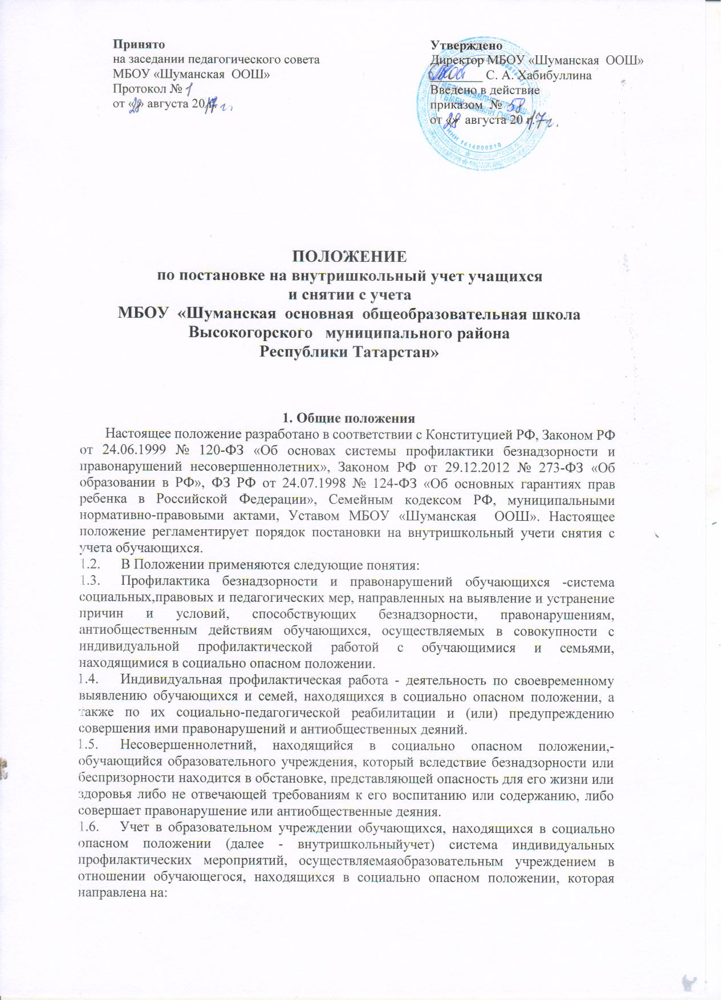 Принято
на заседании педагогического совета
МБОУ «Шуманская ООШ»
Протокол № 1
от «28» августа 2017 г.
Утверждено
Директор МБОУ «Шуманская ООШ»
С. А. Хабибуллина
Введено в действие
приказом № 58
от «28» августа 20 г. 17 г.
ИНН 1616008810
ПОЛОЖЕНИЕ
по постановке на внутришкольный учет учащихся
и снятии с учета
МБОУ «Шуманская основная общеобразовательная школа
Высокогорского муниципального района
Республики Татарстан»
1. Общие положения
Настоящее положение разработано в соответствии с Конституцией РФ, Законом РФ
от 24.06.1999 № 120-ФЗ «Об основах системы профилактики безнадзорности и
правонарушений несовершеннолетних», Законом РФ от 29.12.2012 № 273-ФЗ «Об
образовании в РФ», ФЗ РФ от 24.07.1998 № 124-ФЗ «Об основных гарантиях прав
ребенка в Российской Федерации», Семейным кодексом РФ, муниципальными
нормативно-правовыми актами, Уставом МБОУ «Шуманская ООШ». Настоящее
положение регламентирует порядок постановки на внутришкольный учети снятия с
учета обучающихся.
1.2. В Положении применяются следующие понятия:
1.3. Профилактика безнадзорности и правонарушений обучающихся -система
социальных,правовых и педагогических мер, направленных на выявление и устранение
причин и условий, способствующих безнадзорности, правонарушениям,
антиобщественным действиям обучающихся, осуществляемых в совокупности с
индивидуальной профилактической работой с обучающимися и семьями,
находящимися в социально опасном положении.
1.4. Индивидуальная профилактическая работа - деятельность по своевременному
выявлению обучающихся и семей, находящихся в социально опасном положении, а
также по их социально-педагогической реабилитации и (или) предупреждению
совершения ими правонарушений и антиобщественных деяний.
1.5. Несовершеннолетний, находящийся в социально опасном положении,-
обучающийся образовательного учреждения, который вследствие безнадзорности или
беспризорности находится в обстановке, представляющей опасность для его жизни или
здоровья либо не отвечающей требованиям к его воспитанию или содержанию, либо
совершает правонарушение или антиобщественные деяния.
1.6. Учет в образовательном учреждении обучающихся, находящихся в социально
опасном положении (далее - внутришкольныйучет) система индивидуальных
профилактических мероприятий, осуществляемаяобразовательным учреждением в
отношении обучающегося, находящихся в социально опасном положении, которая
направлена на: